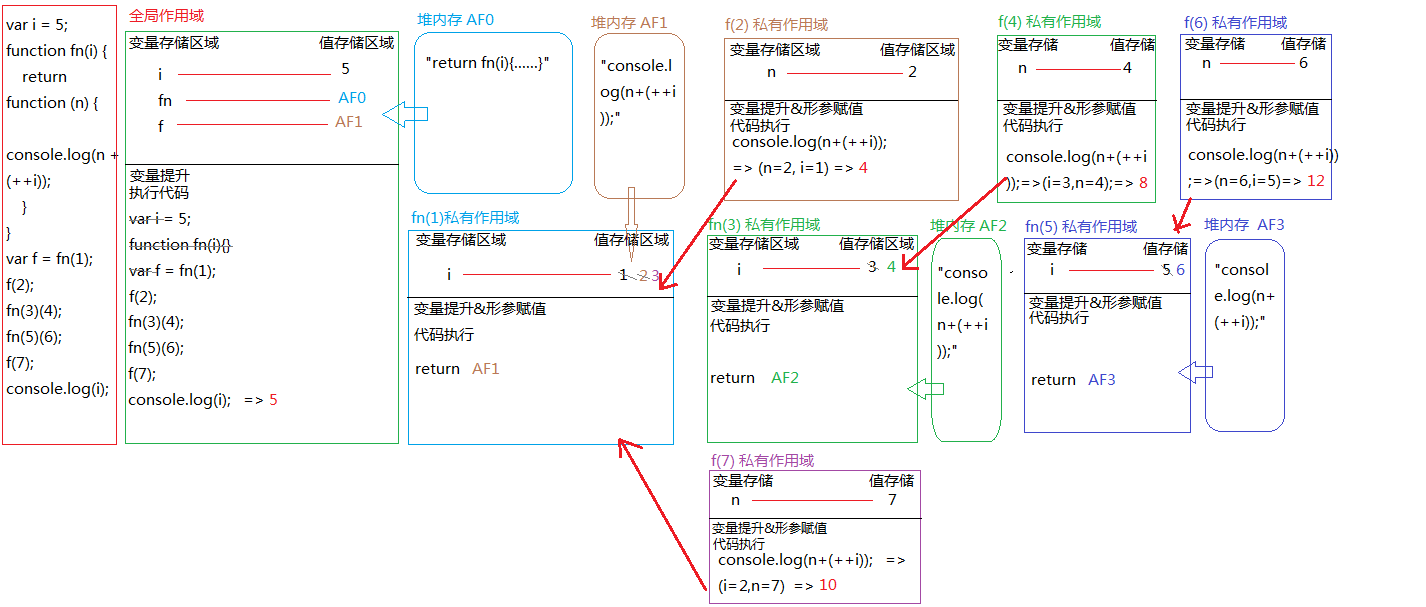 var i = 5;
function fn(i) {
return
function (n) {
console.log(n +
(++i));
}
}
var f = fn(1);
f(2);
fn(3)(4);
fn(5)(6);
f(7);
console.log(i);
全局作用域
变量存储区域 值存储区域
i 5
fn AF0
f AF1
变量提升
执行代码
var i = 5;
function fn(i){}
var f = fn(1);
f(2);
fn(3)(4);
fn(5)(6);
f(7);
console.log(i); => 5
堆内存 AF0
"return fn(i){......}"
堆内存 AF1
"console.l
og(n+(++i
));"
fn(1)私有作用域
变量存储区域 值存储区域
i 1 2 3
变量提升&形参赋值
代码执行
return AF1
f(2) 私有作用域
变量存储区域 值存储区域
n 2
变量提升&形参赋值
代码执行
console.log(n+(++i));
=> (n=2, i=1) => 4
fn(3) 私有作用域
变量存储区域 值存储区域
i 3 4
变量提升&形参赋值
代码执行
return AF2
堆内存 AF2
"conso
le.log(
n+(++i
));"
f(4) 私有作用域
变量存储 值存储
n 4
变量提升&形参赋值
代码执行
console.log(n+(++i
));=>(i=3,n=4);=> 8
fn(5) 私有作用域
变量存储 值存储
i 5 6
变量提升&形参赋值
代码执行
return AF3
堆内存 AF3
"consol
e.log(n+
(++i));"
f(6) 私有作用域
变量存储 值存储
n 6
变量提升&形参赋值
代码执行
console.log(n+(++i))
;=>(n=6,i=5)=> 12
f(7) 私有作用域
变量存储 值存储
n 7
变量提升&形参赋值
代码执行
console.log(n+(++i)); =>
(i=2,n=7) => 10